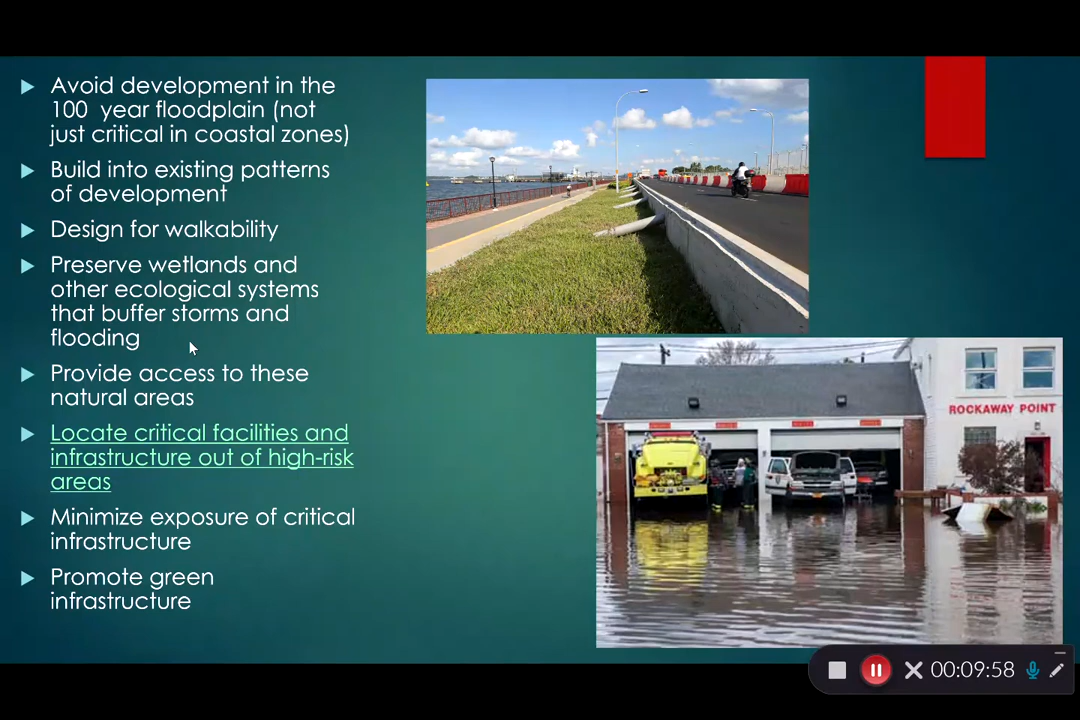 Avoid development in the
100 year floodplain (not
just critical in coastal zones)
Build into existing patterns
of development
Design for walkability
Preserve wetlands and
other ecological systems
that buffer storms and
flooding
Provide access to these
natural areas
Locate critical facilities and
infrastructure out of high-risk
areas
Minimize exposure of critical
infrastructure
Promote green
infrastructure
ROCKAWAY POINT
00:09:58